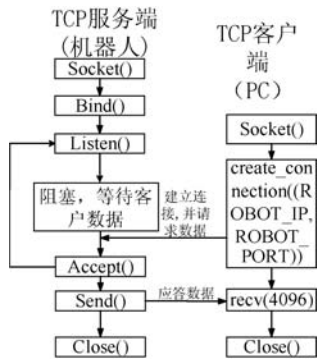 TCP服务端
(机器人)
Socket()
Bind()
Listen()
阻塞，等待客
户数据
Accept()
Send()
Close()
建立连
接,并请
求数据
应答数据
TCP客户
端
（PC）
Socket()
create_con
nection((R
OBOT_IP,
ROBOT_
PORT))
recv(4096)
Close()